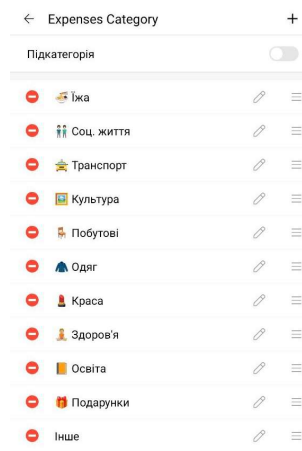 Expenses Category
Підкатегорія
Їжа
Соц. життя
Транспорт
Культура
Побутові
Одяг
Краса
Здоров'я
Освіта
Подарунки
Інше